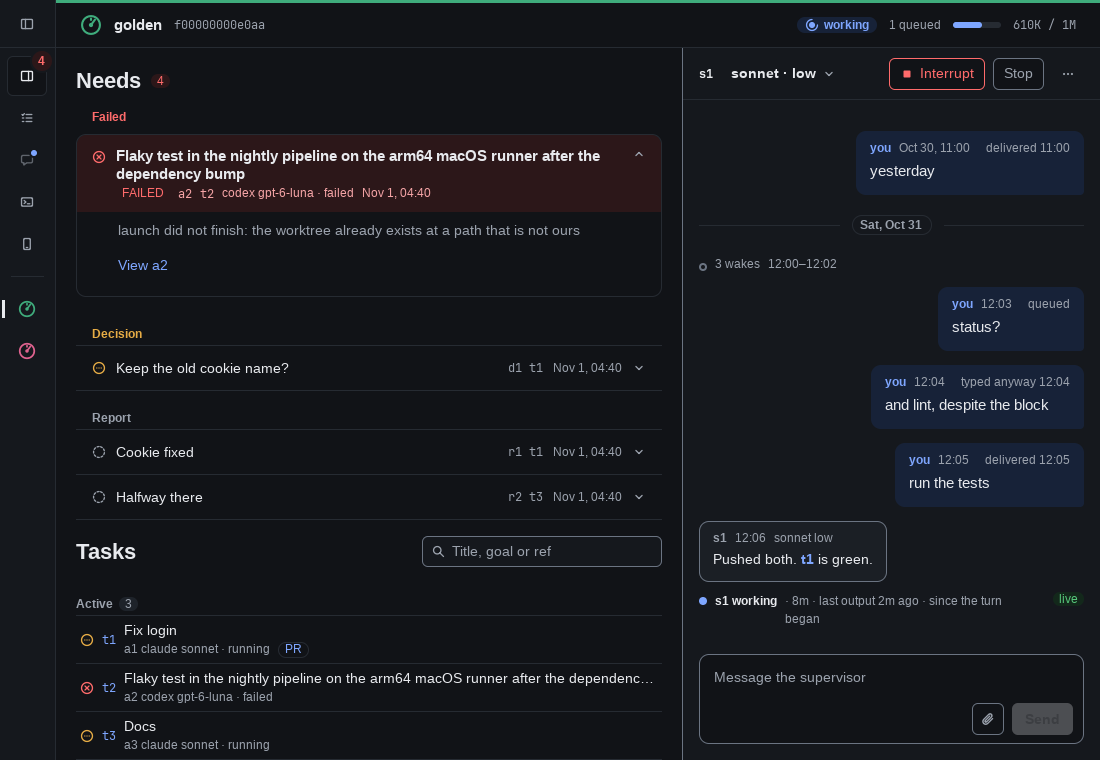 golden f00000000e0aa
working 1 queued 610K / 1M
4
Needs 4
Failed
Flaky test in the nightly pipeline on the arm64 macOS runner after the
dependency bump
FAILED a2 t2 codex gpt-6-luna · failed Nov 1, 04:40
launch did not finish: the worktree already exists at a path that is not ours
View a2
Decision
Keep the old cookie name? d1 t1 Nov 1, 04:40
Report
Cookie fixed r1 t1 Nov 1, 04:40
Halfway there r2 t3 Nov 1, 04:40
Tasks
Title, goal or ref
Active 3
t1 Fix login
a1 claude sonnet · running PR
t2 Flaky test in the nightly pipeline on the arm64 macOS runner after the dependenc…
a2 codex gpt-6-luna · failed
t3 Docs
a3 claude sonnet · running
s1 sonnet · low Interrupt Stop ···
you Oct 30, 11:00 delivered 11:00
yesterday
Sat, Oct 31
3 wakes 12:00–12:02
you 12:03 queued
status?
you 12:04 typed anyway 12:04
and lint, despite the block
you 12:05 delivered 12:05
run the tests
s1 12:06 sonnet low
Pushed both. t1 is green.
s1 working · 8m · last output 2m ago · since the turn
began
live
Message the supervisor
Send